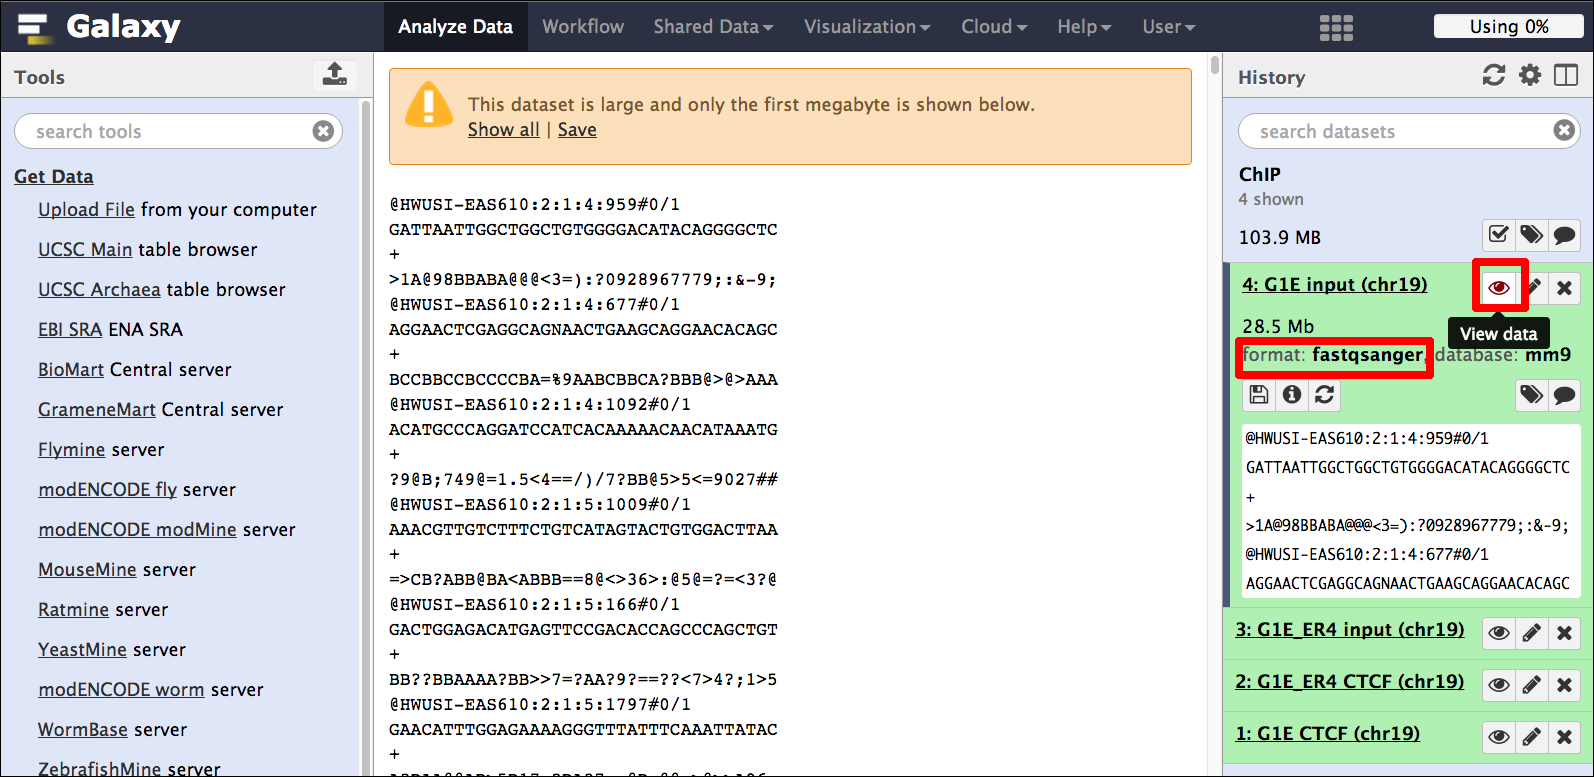 Galaxy
Analyze Data
Workflow
Shared Data
Visualization
Cloud
Help
User
Using 0%
Tools
search tools
Get Data
Upload File from your computer
UCSC Main table browser
UCSC Archaea table browser
EBI SRA ENA SRA
BioMart Central server
GrameneMart Central server
Flymine server
modENCODE fly server
modENCODE modMine server
MouseMine server
Ratmine server
YeastMine server
modENCODE worm server
WormBase server
ZebrafishMine server
This dataset is large and only the first megabyte is shown below.
Show all | Save
@HWUSI-EAS610:2:1:4:959#0/1
GATTAATTGGCTGGCTGTGGGGACATACAGGGGCTC
+
>1A@98BBABA@@@<3=):?0928967779;:&-9;
@HWUSI-EAS610:2:1:4:677#0/1
AGGAACTCGAGGCAGNAACTGAAGCAGGAACACAGC
+
BCCBBCCBCCCCBA=%9AABCBBCA?BBB@>@>AAA
@HWUSI-EAS610:2:1:4:1092#0/1
ACATGCCCAGGATCCATCACAAAAACAACATAAATG
+
?9@B;749@=1.5<4==/)/7?BB@5>5<=9027##
@HWUSI-EAS610:2:1:5:1009#0/1
AAACGTTGTCTTTCTGTCATAGTACTGTGGACTTAA
+
=>CB?ABB@BA<ABBB==8@<>36>:@5@=?=<3?@
@HWUSI-EAS610:2:1:5:166#0/1
GACTGGAGACATGAGTTCCGACACCAGCCCAGCTGT
+
BB??BBAAAA?BB>>7=?AA?9?=??<7>4?;1>5
@HWUSI-EAS610:2:1:5:1797#0/1
GAACATTTGGAGAAAAGGGTTTATTTCAAATTATAC
+
History
search datasets
ChIP
4 shown
103.9 MB
4: G1E input (chr19)
View data
28.5 Mb
format: fastqsanger, database: mm9
@HWUSI-EAS610:2:1:4:959#0/1
GATTAATTGGCTGGCTGTGGGGACATACAGGGGCTC
+
>1A@98BBABA@@@<3=):?0928967779;:&-9;
@HWUSI-EAS610:2:1:4:677#0/1
AGGAACTCGAGGCAGNAACTGAAGCAGGAACACAGC
3: G1E_ER4 input (chr19)
2: G1E_ER4 CTCF (chr19)
1: G1E CTCF (chr19)